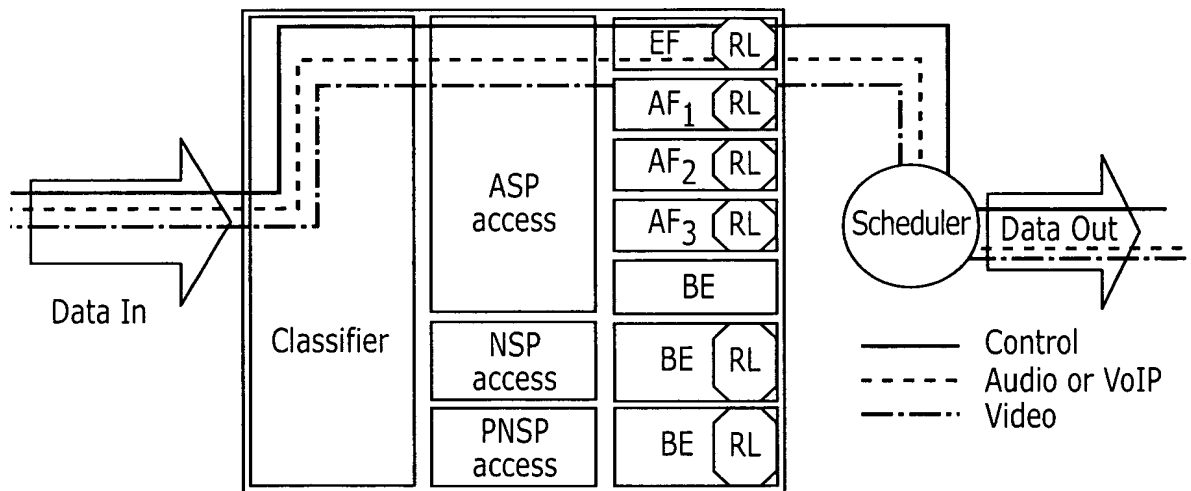 Data In
Classifier
ASP
access
NSP
access
PNSP
access
EF RL
AF1 RL
AF2 RL
AF3 RL
BE
BE RL
BE RL
Scheduler
Data Out
Control
Audio or VoIP
Video